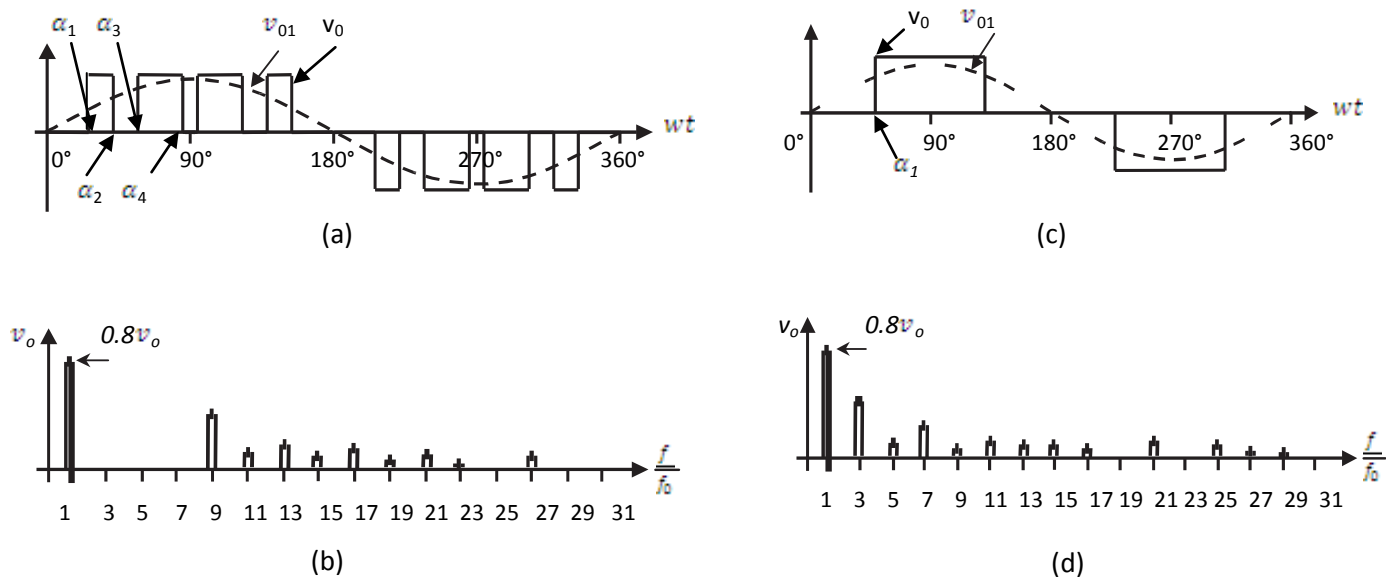 α1 α3 v01 v0
wt
0° 90° 180° 270° 360°
α2 α4
(a)
v0 v01
wt
0° 90° 180° 270° 360°
α1
(c)
vo 0.8vo
f
f0
1 3 5 7 9 11 13 15 17 19 21 23 25 27 29 31
(b)
vo 0.8vo
f
f0
1 3 5 7 9 11 13 15 17 19 21 23 25 27 29 31
(d)